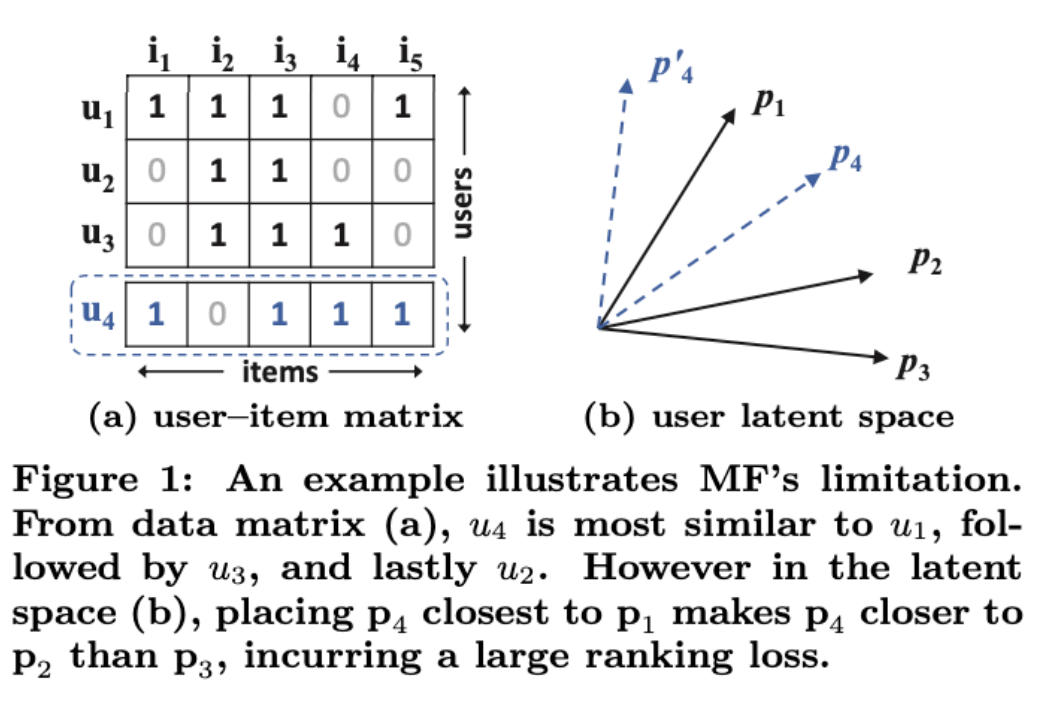 i1 i2 i3 i4 i5
u1 1 1 1 0 1
u2 0 1 1 0 0
u3 0 1 1 1 0
u4 1 0 1 1 1
users
items
(a) user–item matrix
p'4
p1
p4
p2
p3
(b) user latent space
Figure 1: An example illustrates MF's limitation.
From data matrix (a), u4 is most similar to u1, fol-
lowed by u3, and lastly u2. However in the latent
space (b), placing p4 closest to p1 makes p4 closer to
p2 than p3, incurring a large ranking loss.